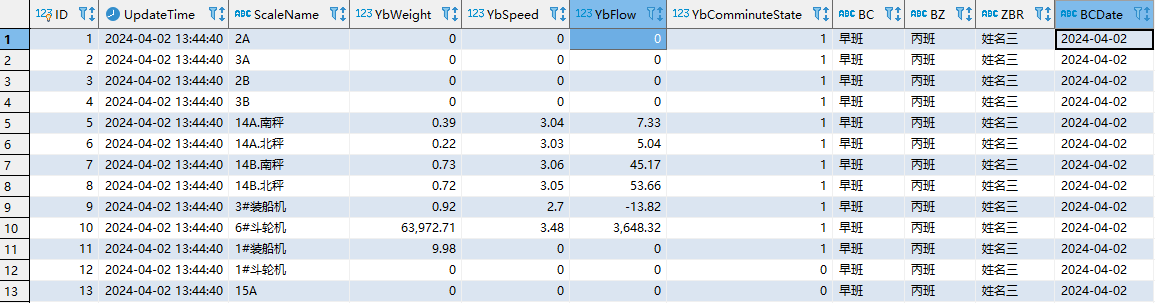 123 ID UpdateTime ABC ScaleName 123 YbWeight 123 YbSpeed 123 YbFlow 123 YbComminuteState ABC BC ABC BZ ABC ZBR ABC BCDate
1 1 2024-04-02 13:44:40 2A 0 0 0 1 早班 丙班 姓名三 2024-04-02
2 2 2024-04-02 13:44:40 3A 0 0 0 1 早班 丙班 姓名三 2024-04-02
3 3 2024-04-02 13:44:40 2B 0 0 0 1 早班 丙班 姓名三 2024-04-02
4 4 2024-04-02 13:44:40 3B 0 0 0 1 早班 丙班 姓名三 2024-04-02
5 5 2024-04-02 13:44:40 14A.南秤 0.39 3.04 7.33 1 早班 丙班 姓名三 2024-04-02
6 6 2024-04-02 13:44:40 14A.北秤 0.22 3.03 5.04 1 早班 丙班 姓名三 2024-04-02
7 7 2024-04-02 13:44:40 14B.南秤 0.73 3.06 45.17 1 早班 丙班 姓名三 2024-04-02
8 8 2024-04-02 13:44:40 14B.北秤 0.72 3.05 53.66 1 早班 丙班 姓名三 2024-04-02
9 9 2024-04-02 13:44:40 3#装船机 0.92 2.7 -13.82 1 早班 丙班 姓名三 2024-04-02
10 10 2024-04-02 13:44:40 6#斗轮机 63,972.71 3.48 3,648.32 1 早班 丙班 姓名三 2024-04-02
11 11 2024-04-02 13:44:40 1#装船机 9.98 0 0 1 早班 丙班 姓名三 2024-04-02
12 12 2024-04-02 13:44:40 1#斗轮机 0 0 0 0 早班 丙班 姓名三 2024-04-02
13 13 2024-04-02 13:44:40 15A 0 0 0 0 早班 丙班 姓名三 2024-04-02